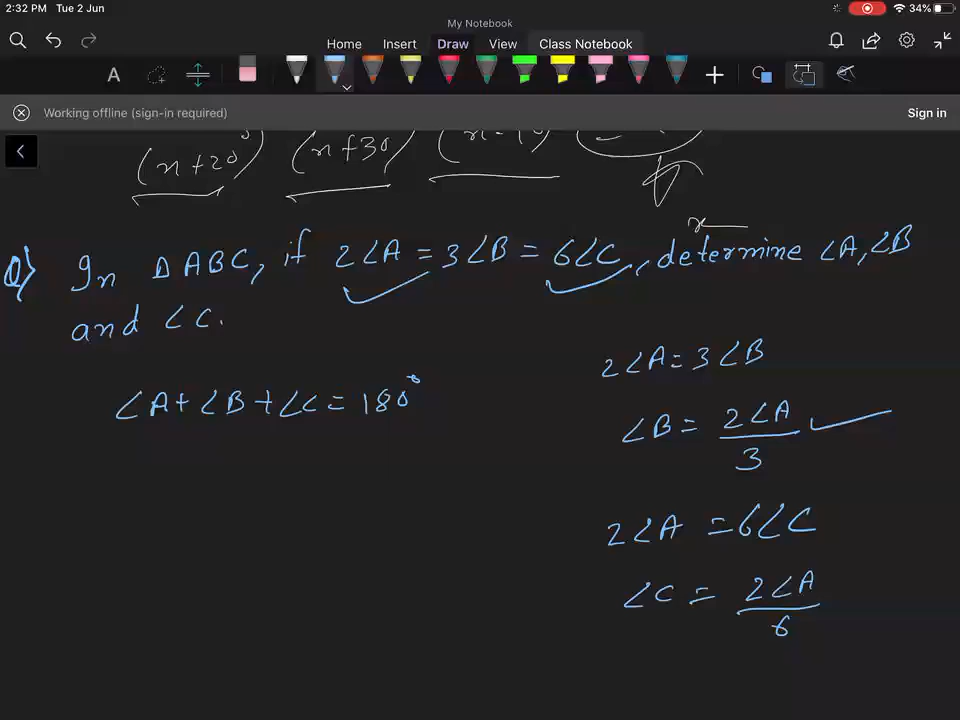 2:32 PM Tue 2 Jun
34%
My Notebook
Home Insert Draw View Class Notebook
A
Working offline (sign-in required)
Sign in
(x+20°) (x+30)
x
Q) In △ABC, if 2∠A = 3∠B = 6∠C, determine ∠A, ∠B
and ∠C.
∠A + ∠B + ∠C = 180°
2∠A = 3∠B
∠B = 2∠A/3
2∠A = 6∠C
∠C = 2∠A/6